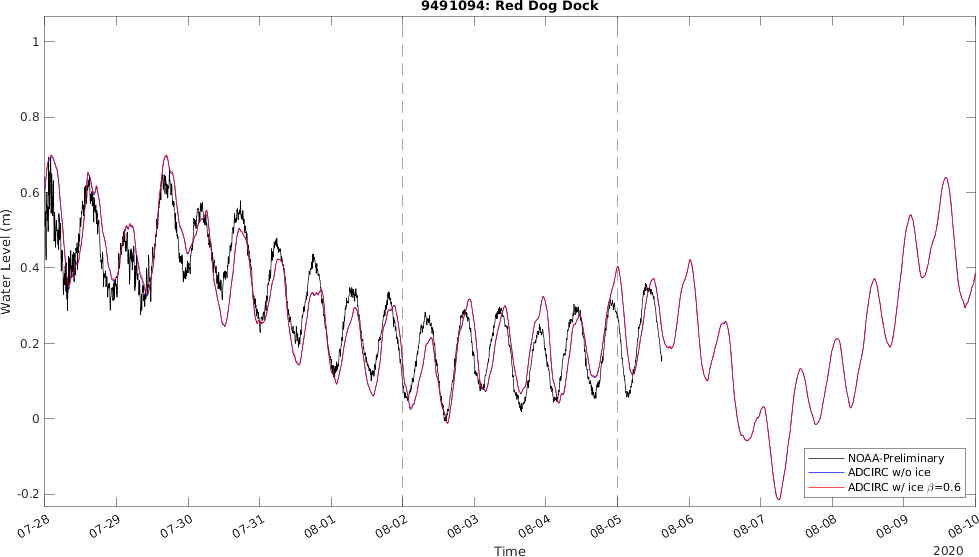 9491094: Red Dog Dock
1
0.8
0.6
0.4
0.2
0
-0.2
Water Level (m)
NOAA-Preliminary
ADCIRC w/o ice
ADCIRC w/ ice β=0.6
07-28 07-29 07-30 07-31 08-01 08-02 08-03 08-04 08-05 08-06 08-07 08-08 08-09 08-10
Time
2020